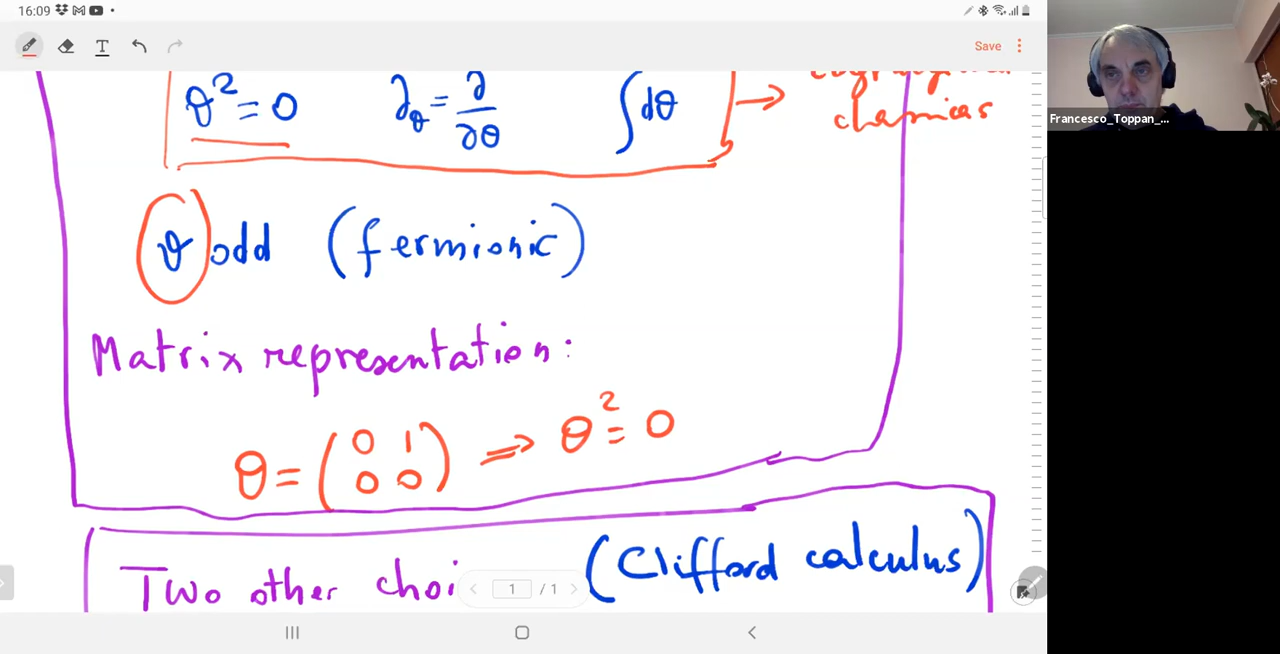 16:09
Save
θ² = 0 ∂_θ = ∂/∂θ ∫dθ →
ϑ odd (fermionic)
Matrix representation:
θ = (0 1 0 0) ⇒ θ² = 0
Two other choi (Clifford calculus)
1 / 1
Francesco_Toppan_...